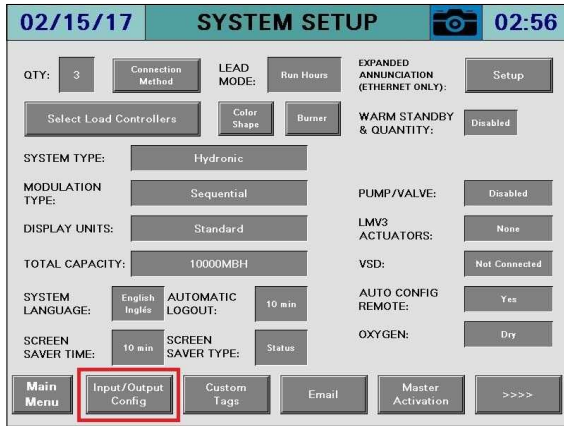 02/15/17 SYSTEM SETUP 02:56
QTY: 3 Connection Method LEAD MODE: Run Hours EXPANDED ANNUNCIATION (ETHERNET ONLY): Setup
Select Load Controllers Color Shape Burner WARM STANDBY & QUANTITY: Disabled
SYSTEM TYPE: Hydronic
MODULATION TYPE: Sequential PUMP/VALVE: Disabled
DISPLAY UNITS: Standard LMV3 ACTUATORS: None
TOTAL CAPACITY: 10000MBH VSD: Not Connected
SYSTEM LANGUAGE: English Inglés AUTOMATIC LOGOUT: 10 min AUTO CONFIG REMOTE: Yes
SCREEN SAVER TIME: 10 min SCREEN SAVER TYPE: Status OXYGEN: Dry
Main Menu Input/Output Config Custom Tags Email Master Activation >>>>